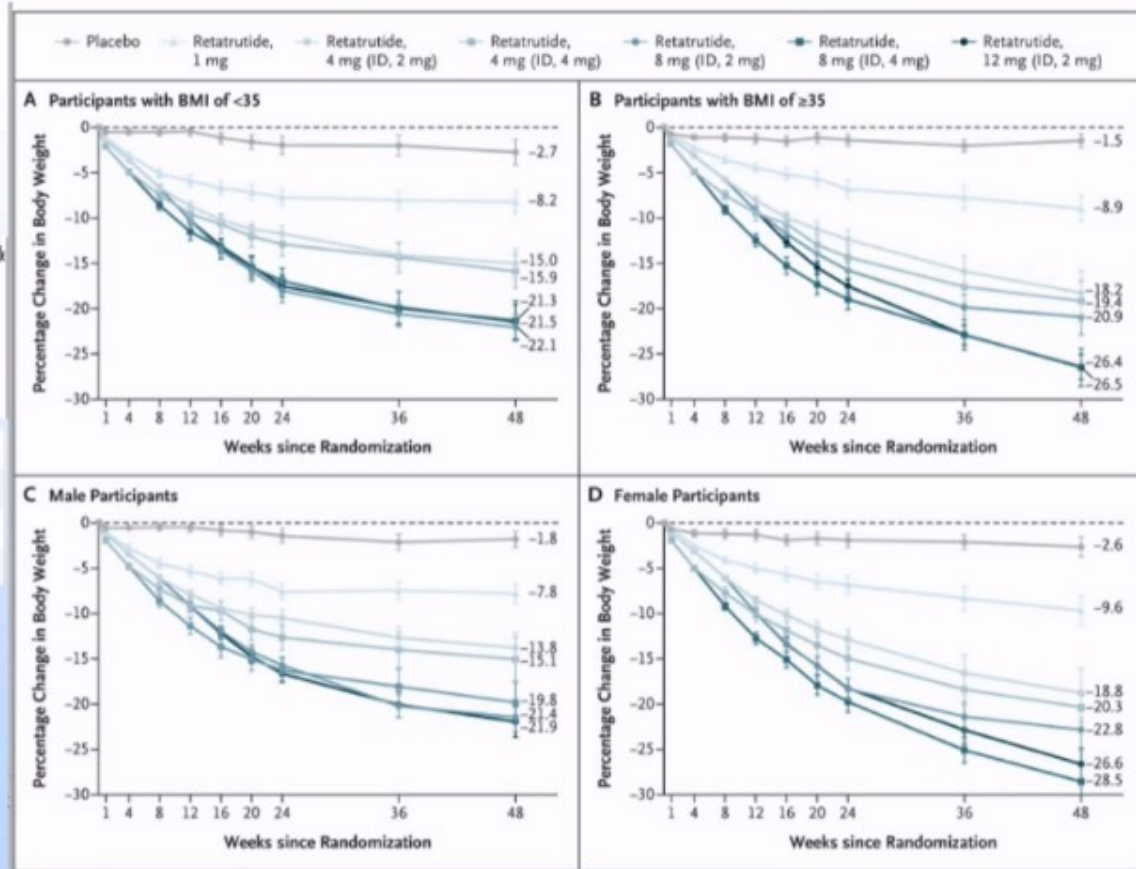 Placebo
Retatrutide,
1 mg
Retatrutide,
4 mg (ID, 2 mg)
Retatrutide,
4 mg (ID, 4 mg)
Retatrutide,
8 mg (ID, 2 mg)
Retatrutide,
8 mg (ID, 4 mg)
Retatrutide,
12 mg (ID, 2 mg)
A Participants with BMI of <35
Percentage Change in Body Weight
0
−5
−10
−15
−20
−25
−30
−2.7
−8.2
−15.0
−15.9
−21.3
−21.5
−22.1
1 4 8 12 16 20 24 36 48
Weeks since Randomization
B Participants with BMI of ≥35
Percentage Change in Body Weight
0
−5
−10
−15
−20
−25
−30
−1.5
−8.9
−18.2
−19.4
−20.9
−26.4
−26.5
1 4 8 12 16 20 24 36 48
Weeks since Randomization
C Male Participants
Percentage Change in Body Weight
0
−5
−10
−15
−20
−25
−30
−1.8
−7.8
−13.8
−15.1
−19.8
−21.4
−21.9
1 4 8 12 16 20 24 36 48
Weeks since Randomization
D Female Participants
Percentage Change in Body Weight
0
−5
−10
−15
−20
−25
−30
−2.6
−9.6
−18.8
−20.3
−22.8
−26.6
−28.5
1 4 8 12 16 20 24 36 48
Weeks since Randomization